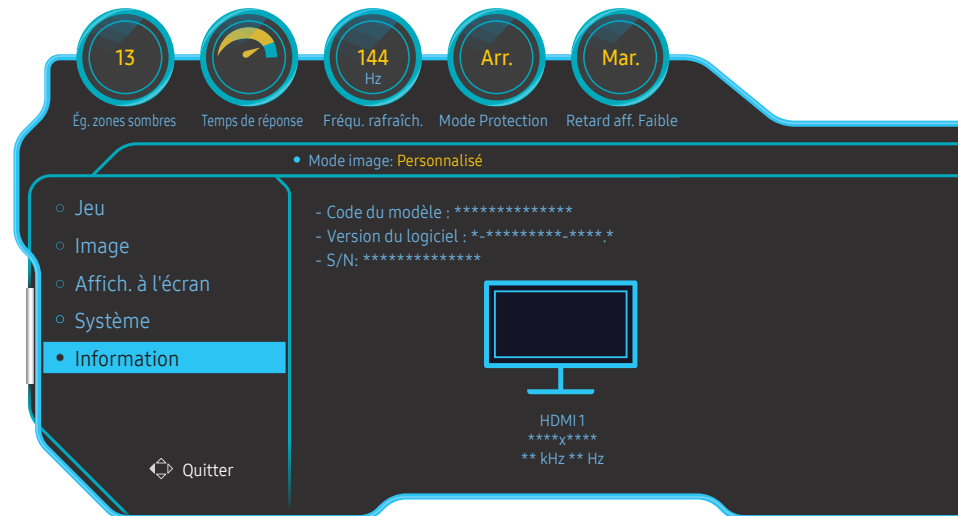 13
144
Hz
Arr.
Mar.
Ég. zones sombres
Temps de réponse
Fréqu. rafraîch.
Mode Protection
Retard aff. Faible
• Mode image: Personnalisé
Jeu
Image
Affich. à l'écran
Système
Information
Quitter
- Code du modèle : **************
- Version du logiciel : *-*********-****.*
- S/N: **************
HDMI 1
****x****
** kHz ** Hz